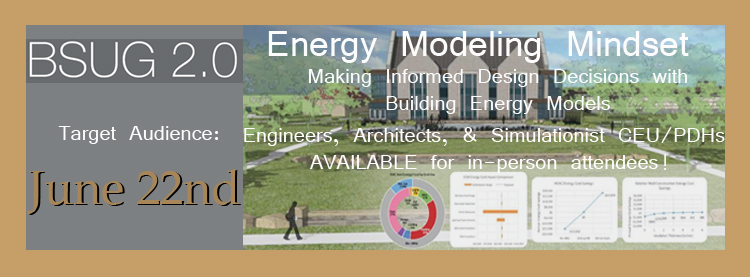 BSUG 2.0
Energy Modeling Mindset
Making Informed Design Decisions with
Building Energy Models
Target Audience: Engineers, Architects, & Simulationist CEU/PDHs
AVAILABLE for in-person attendees!
June 22nd